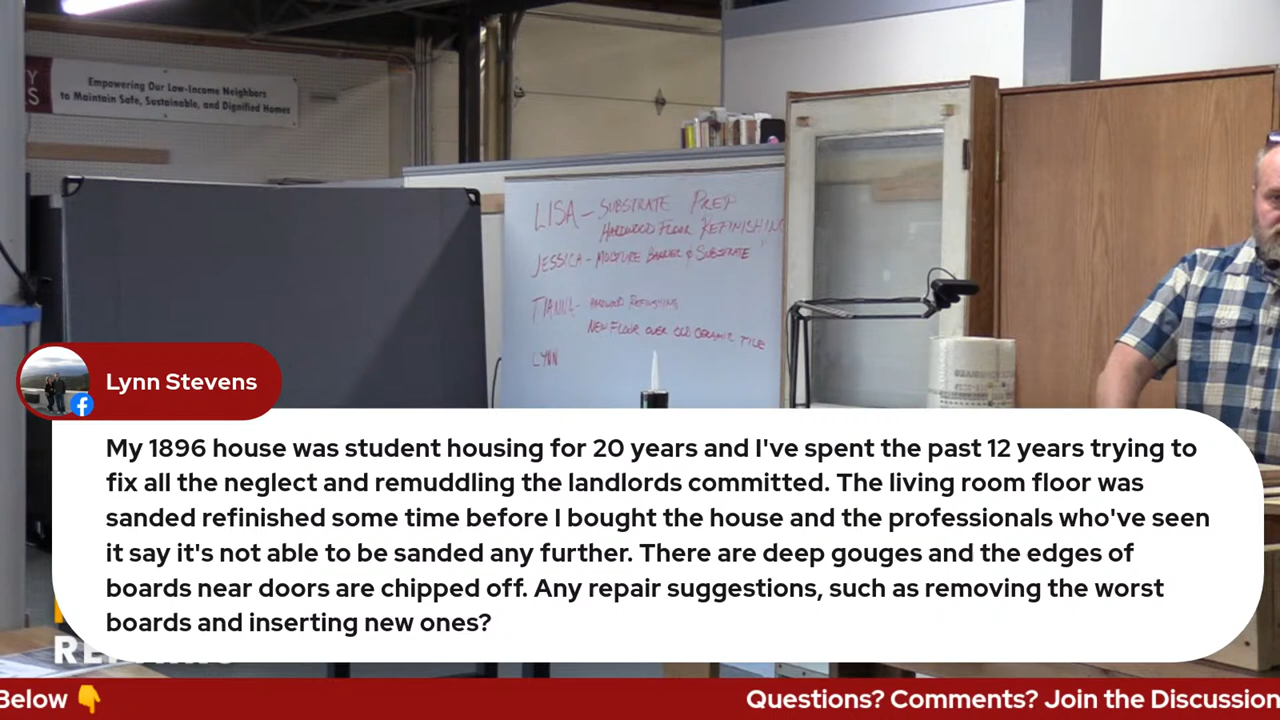 Y
S
Empowering Our Low-Income Neighbors
to Maintain Safe, Sustainable, and Dignified Homes
LISA - SUBSTRATE PREP
HARDWOOD FLOOR REFINISHING
JESSICA - MOISTURE BARRIER & SUBSTRATE
TIANNE - HARDWOOD REFINISHING
NEW FLOOR OVER OLD CERAMIC TILE
LYNN
Lynn Stevens
My 1896 house was student housing for 20 years and I've spent the past 12 years trying to
fix all the neglect and remuddling the landlords committed. The living room floor was
sanded refinished some time before I bought the house and the professionals who've seen
it say it's not able to be sanded any further. There are deep gouges and the edges of
boards near doors are chipped off. Any repair suggestions, such as removing the worst
boards and inserting new ones?
Below 👇
Questions? Comments? Join the Discussion